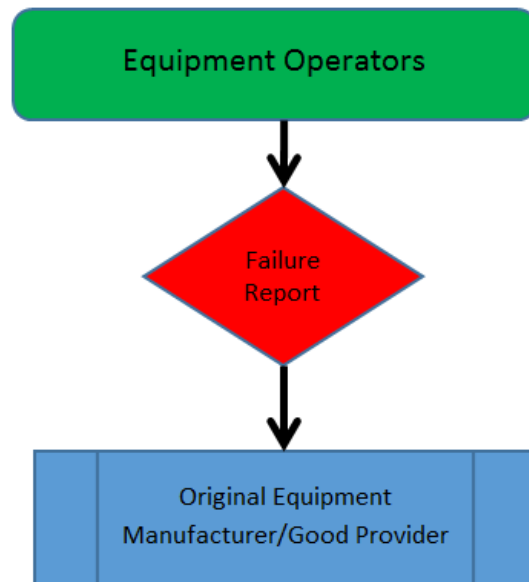 Equipment Operators
Failure
Report
Original Equipment
Manufacturer/Good Provider